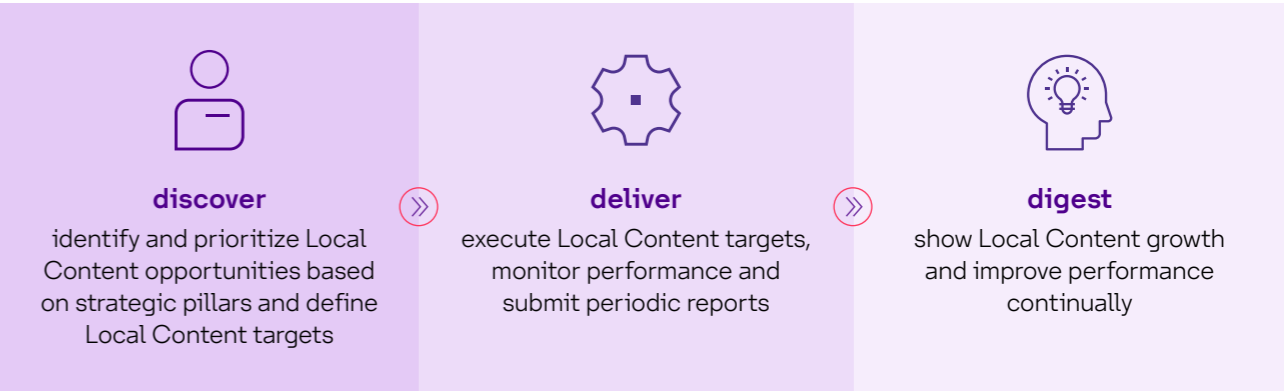 discover
identify and prioritize Local
Content opportunities based
on strategic pillars and define
Local Content targets
deliver
execute Local Content targets,
monitor performance and
submit periodic reports
digest
show Local Content growth
and improve performance
continually